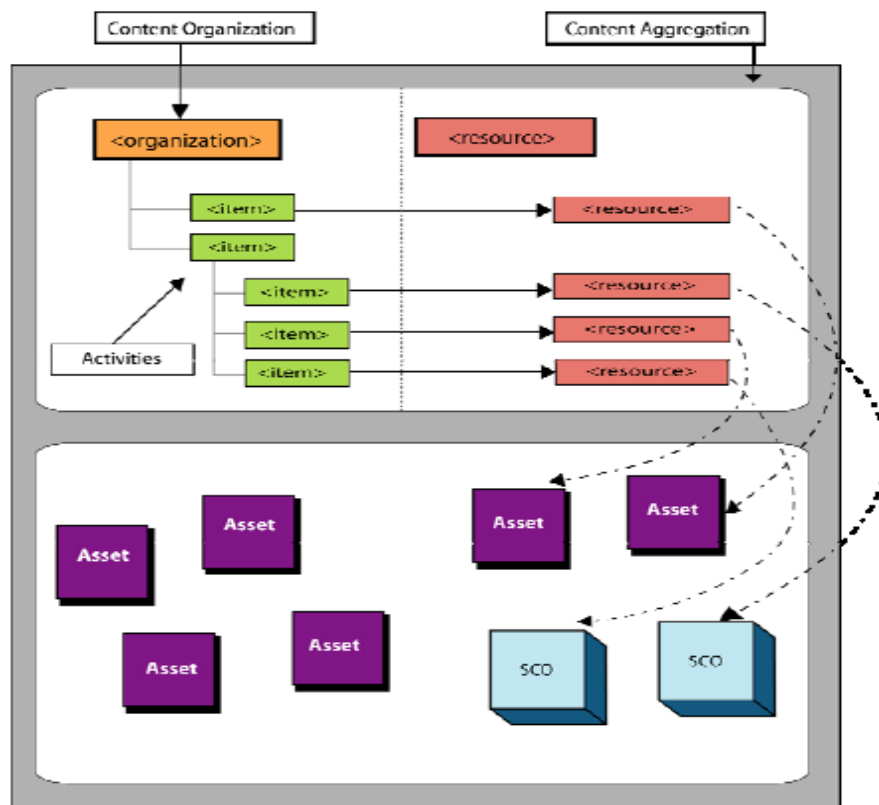 Content Organization
Content Aggregation
<organization>
<resource>
<item>
<resource>
<item>
<item>
<resource>
<item>
<resource>
Activities
<item>
<resource>
Asset
Asset
Asset
Asset
Asset
Asset
SCO
SCO